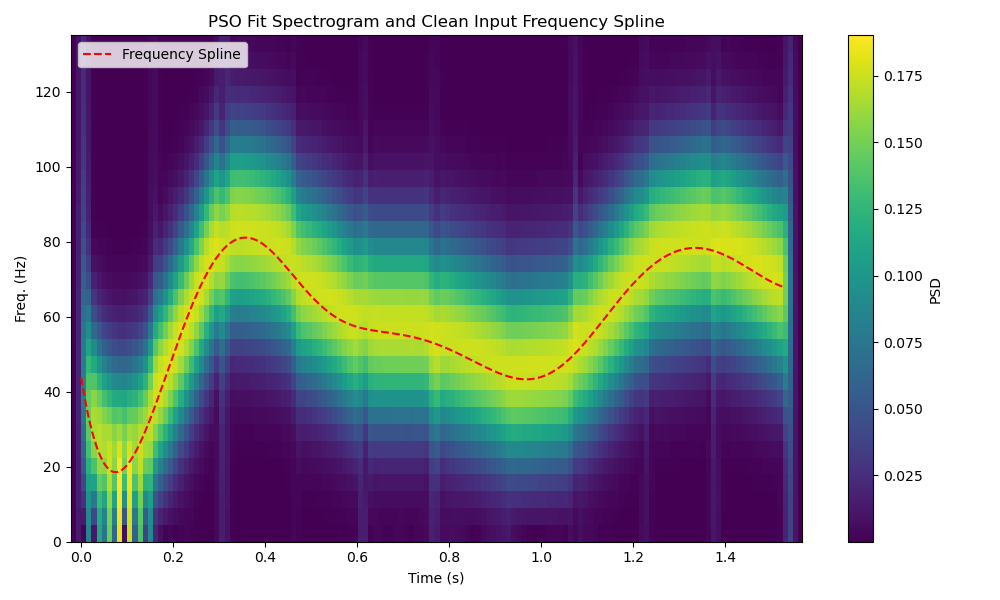 PSO Fit Spectrogram and Clean Input Frequency Spline
Frequency Spline
Freq. (Hz)
120
100
80
60
40
20
0
0.0 0.2 0.4 0.6 0.8 1.0 1.2 1.4
Time (s)
0.175
0.150
0.125
0.100
0.075
0.050
0.025
PSD